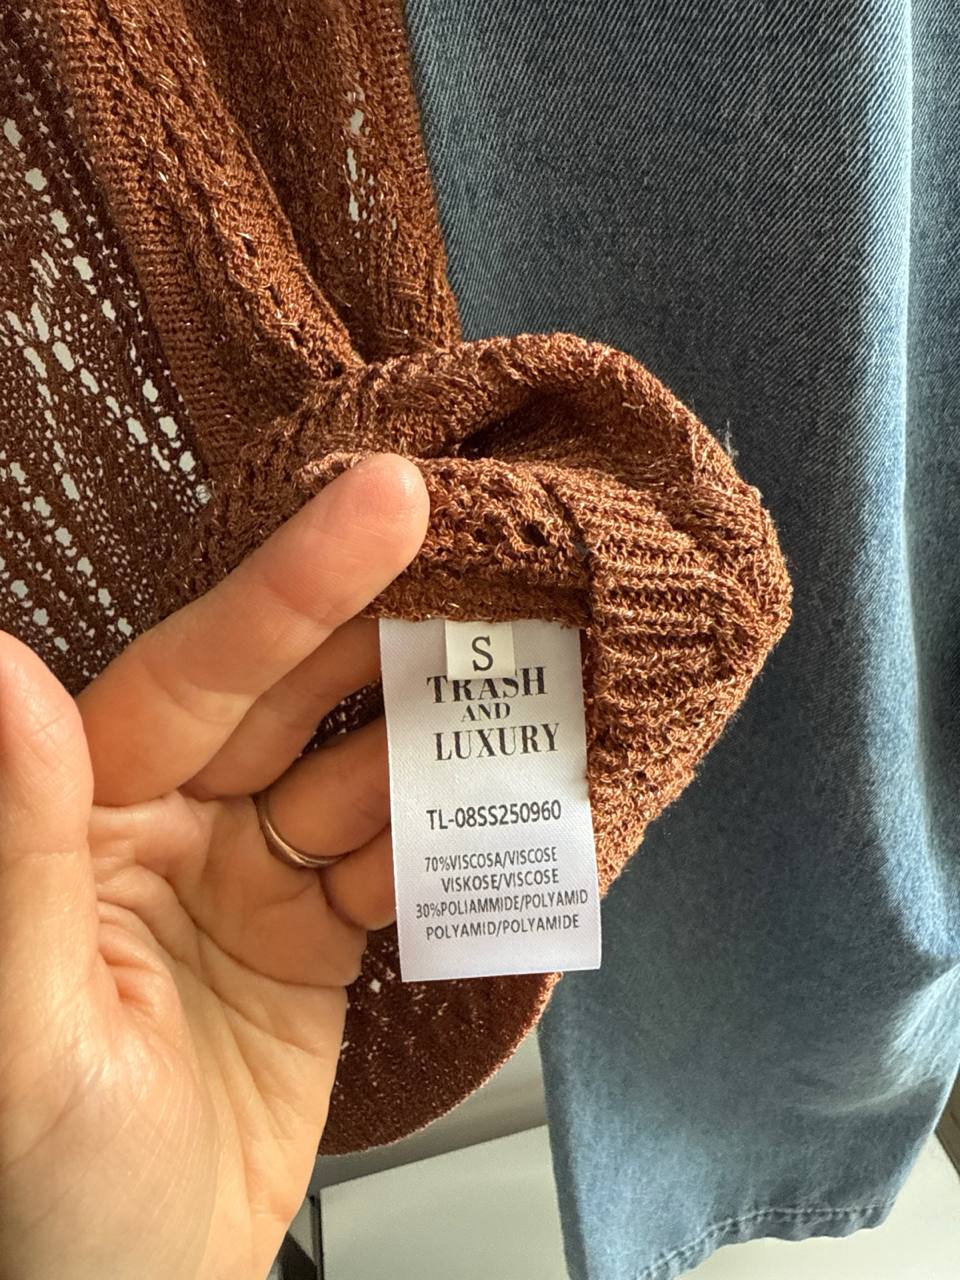 S
TRASH
AND
LUXURY
TL-08SS250960
70%VISCOSA/VISCOSE
VISKOSE/VISCOSE
30%POLIAMMIDE/POLYAMID
POLYAMID/POLYAMIDE